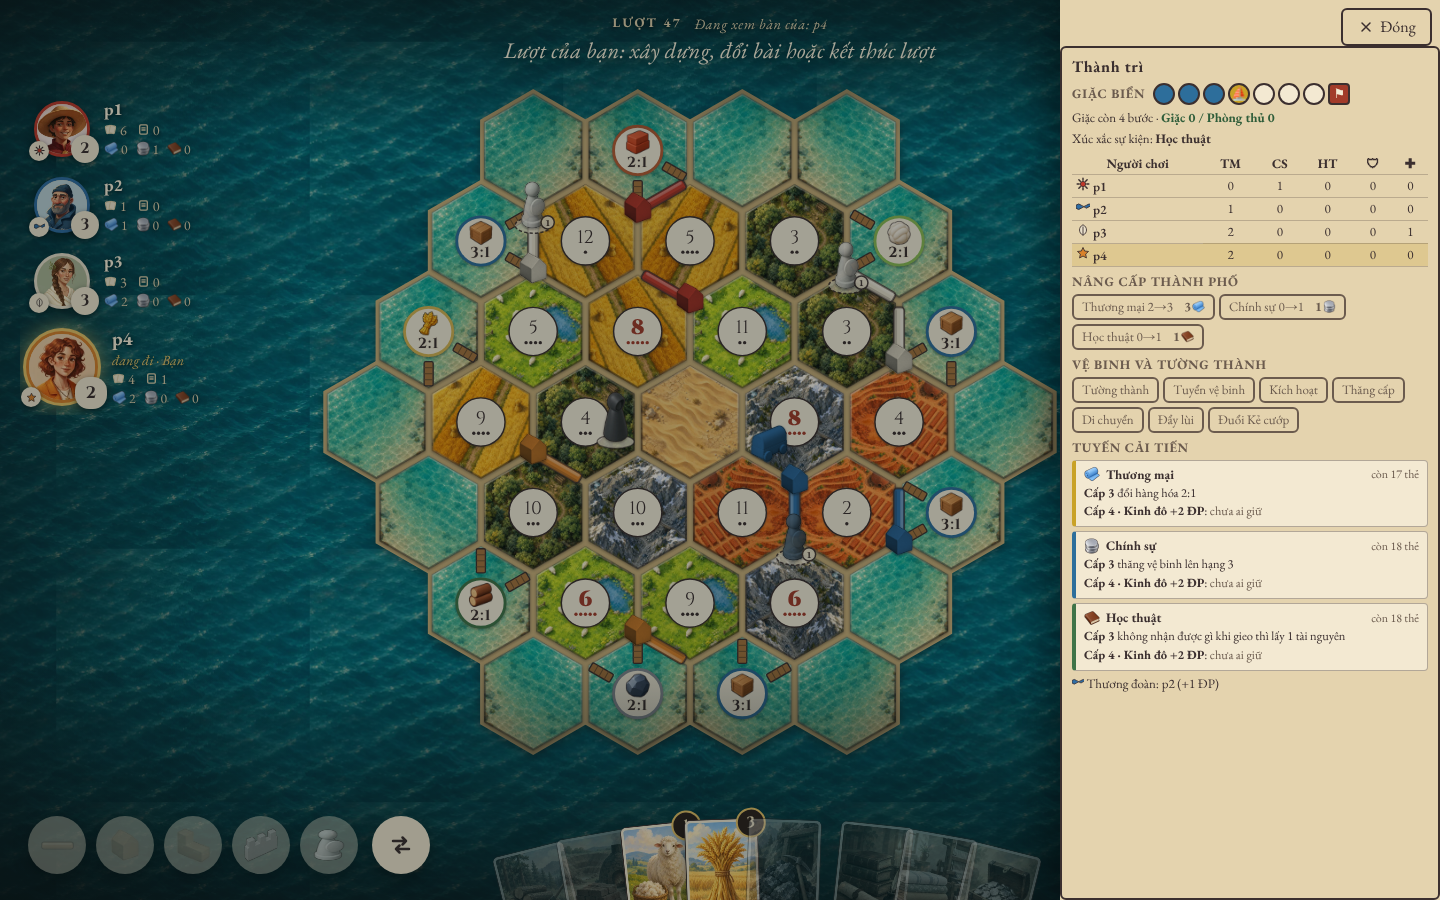 LƯỢT 47 Đang xem bàn của: p4
Lượt của bạn: xây dựng, đổi bài hoặc kết thúc lượt
p1
6 0
2 0 1 0
p2
1 0
3 1 0 0
p3
3 0
3 2 0 0
p4
đang đi · Bạn
4 1
2 2 0 0
2:1
3:1 1 12 5 3 2:1
1
2:1 5 8 11 3 3:1
9 4 8 4
10 10 11 2 3:1
1
2:1 6 9 6
2:1 3:1
3
✕ Đóng
Thành trì
GIẶC BIỂN
Giặc còn 4 bước · Giặc 0 / Phòng thủ 0
Xúc xắc sự kiện: Học thuật
Người chơi TM CS HT
p1 0 1 0 0 0
p2 1 0 0 0 0
p3 2 0 0 0 1
p4 2 0 0 0 0
NÂNG CẤP THÀNH PHỐ
Thương mại 2→3 3
Chính sự 0→1 1
Học thuật 0→1 1
VỆ BINH VÀ TƯỜNG THÀNH
Tường thành Tuyển vệ binh Kích hoạt Thăng cấp
Di chuyển Đẩy lùi Đuổi Kẻ cướp
TUYẾN CẢI TIẾN
Thương mại còn 17 thẻ
Cấp 3 đổi hàng hóa 2:1
Cấp 4 · Kinh đô +2 ĐP: chưa ai giữ
Chính sự còn 18 thẻ
Cấp 3 thăng vệ binh lên hạng 3
Cấp 4 · Kinh đô +2 ĐP: chưa ai giữ
Học thuật còn 18 thẻ
Cấp 3 không nhận được gì khi gieo thì lấy 1 tài nguyên
Cấp 4 · Kinh đô +2 ĐP: chưa ai giữ
Thương đoàn: p2 (+1 ĐP)